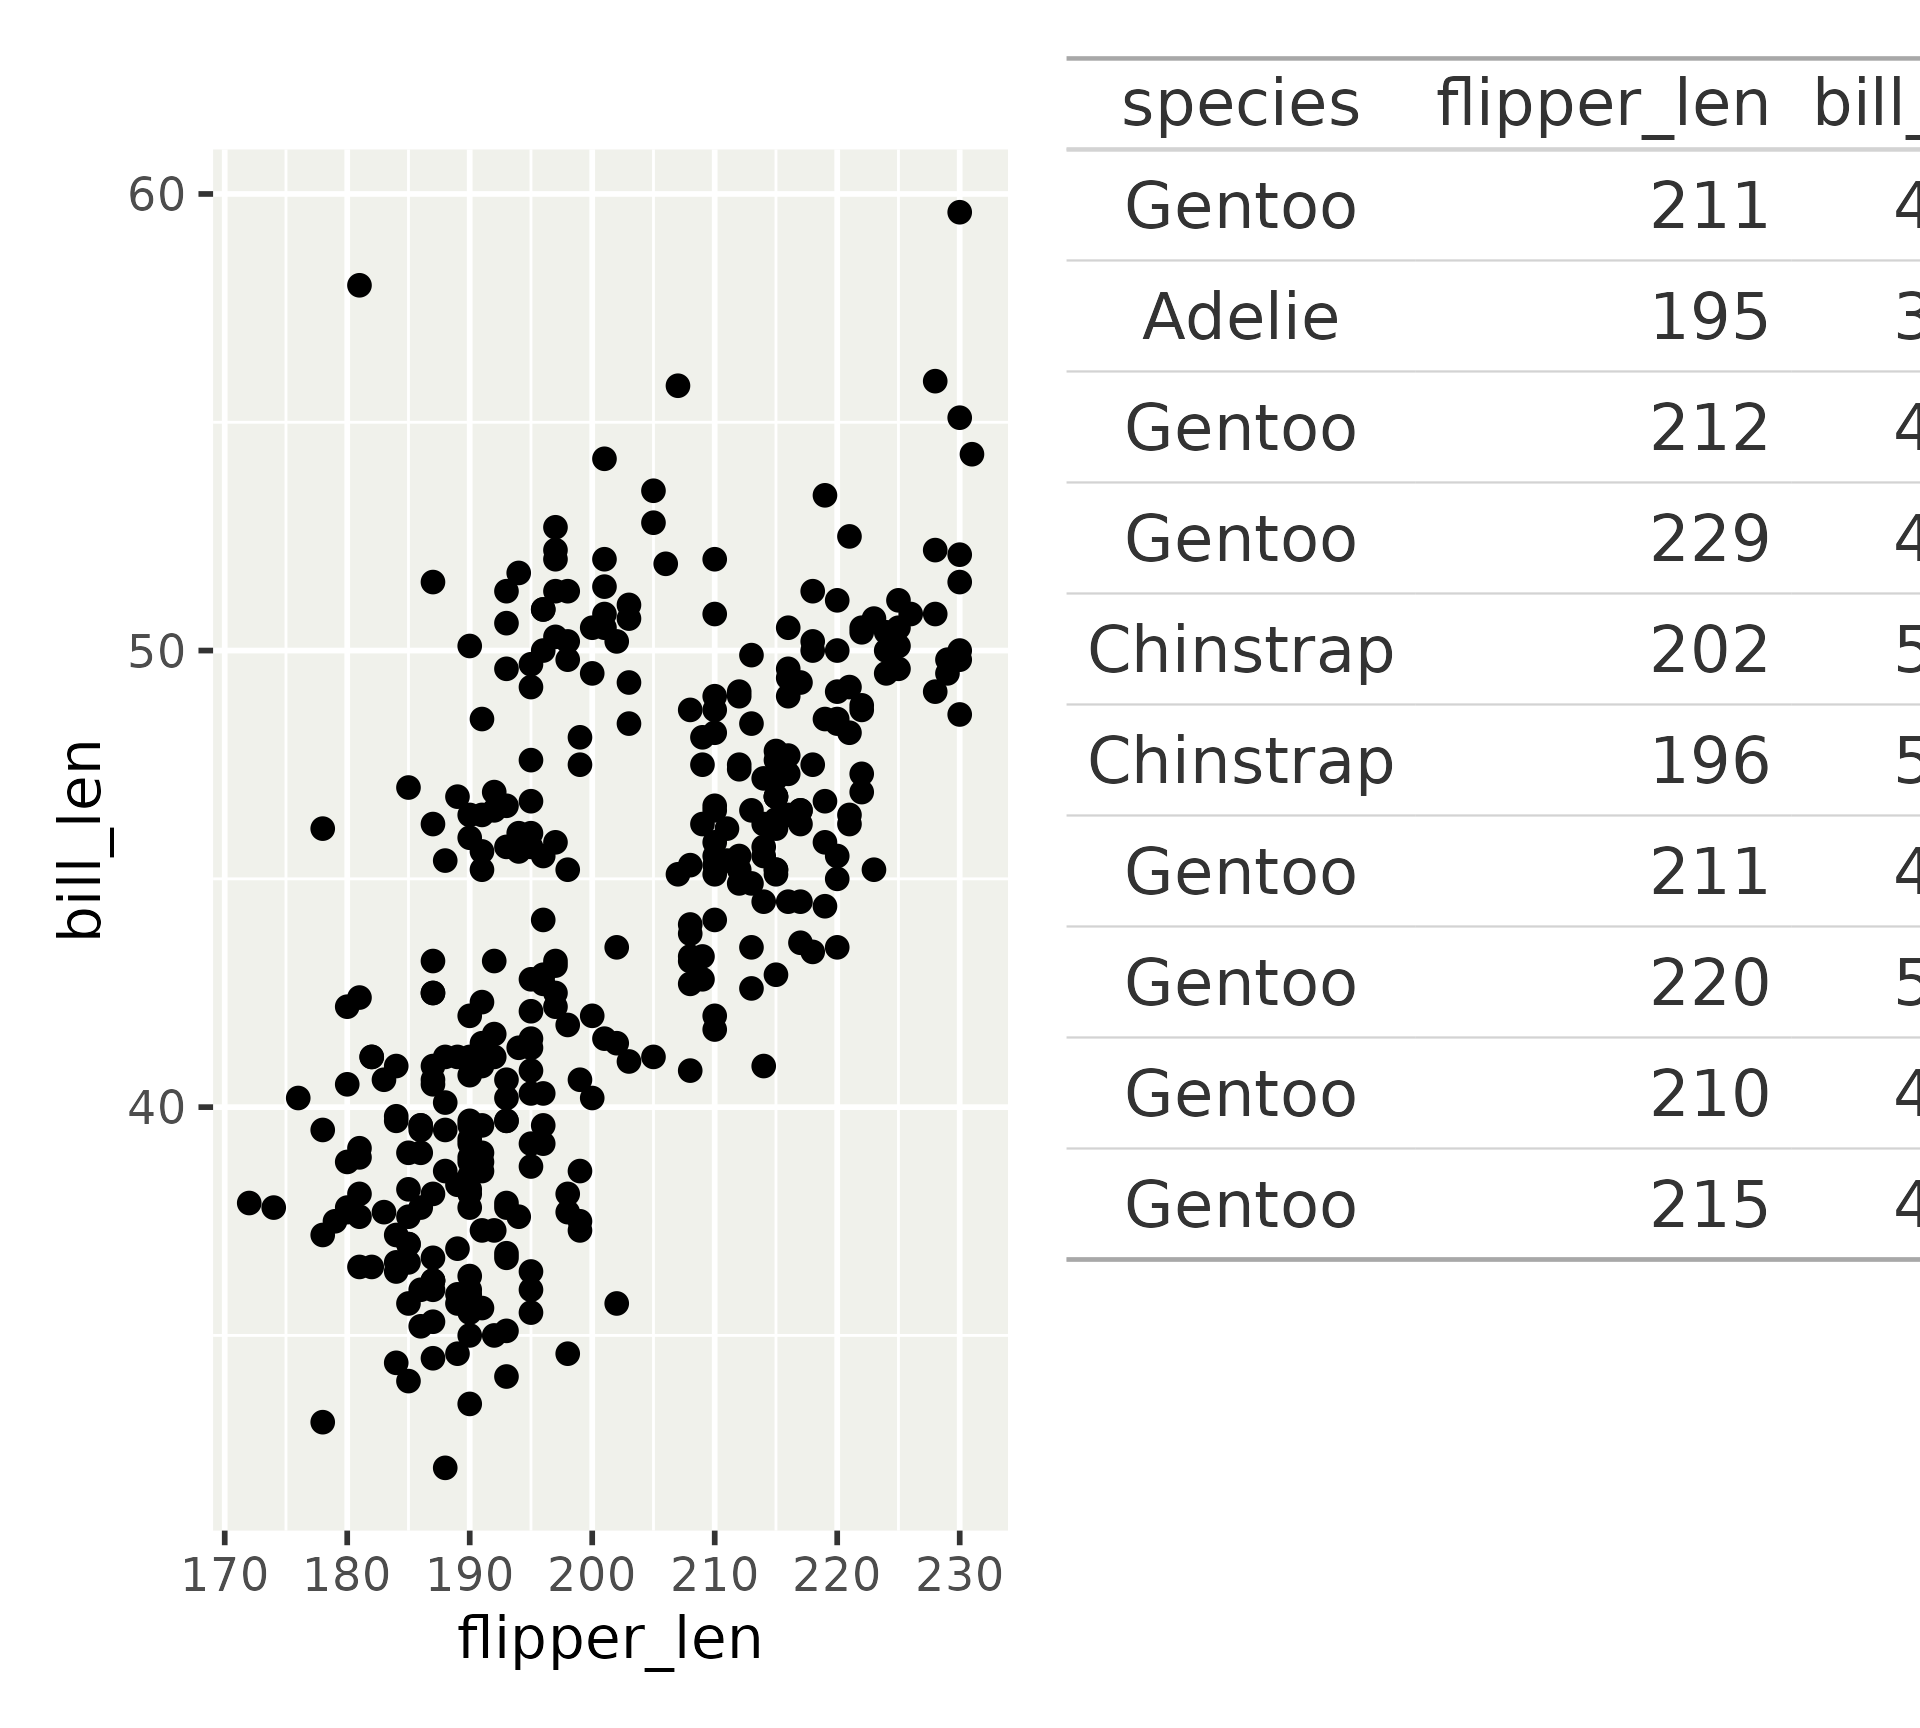 60
50
40
bill_len
170 180 190 200 210 220 230
flipper_len
species flipper_len bill_
Gentoo 211 4
Adelie 195 3
Gentoo 212 4
Gentoo 229 4
Chinstrap 202 5
Chinstrap 196 5
Gentoo 211 4
Gentoo 220 5
Gentoo 210 4
Gentoo 215 4